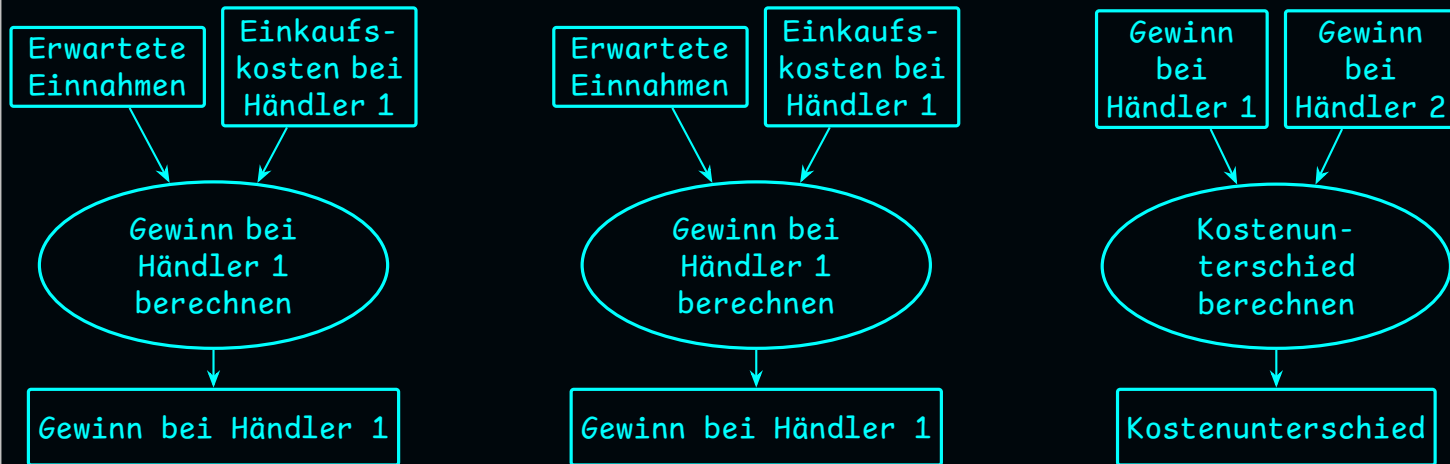 Erwartete
Einnahmen
Einkaufs-
kosten bei
Händler 1
Gewinn bei
Händler 1
berechnen
Gewinn bei Händler 1
Erwartete
Einnahmen
Einkaufs-
kosten bei
Händler 1
Gewinn bei
Händler 1
berechnen
Gewinn bei Händler 1
Gewinn
bei
Händler 1
Gewinn
bei
Händler 2
Kostenun-
terschied
berechnen
Kostenunterschied